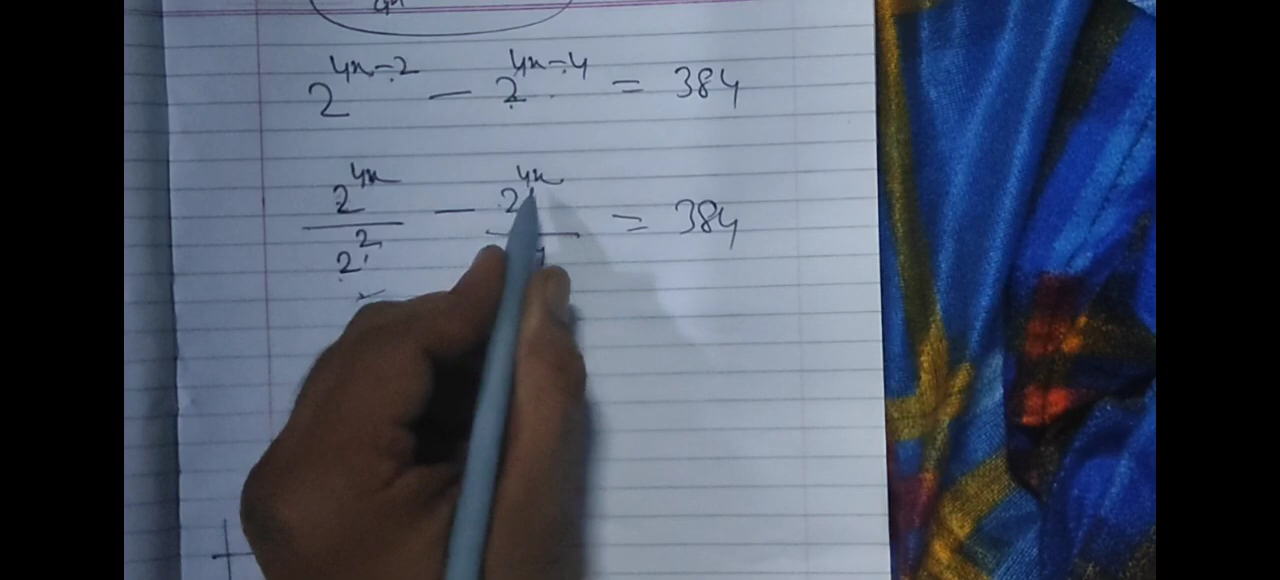 2^{4x-2} - 2^{4x-4} = 384
2^{4x}/2^2 - 2^{4x}/ = 384